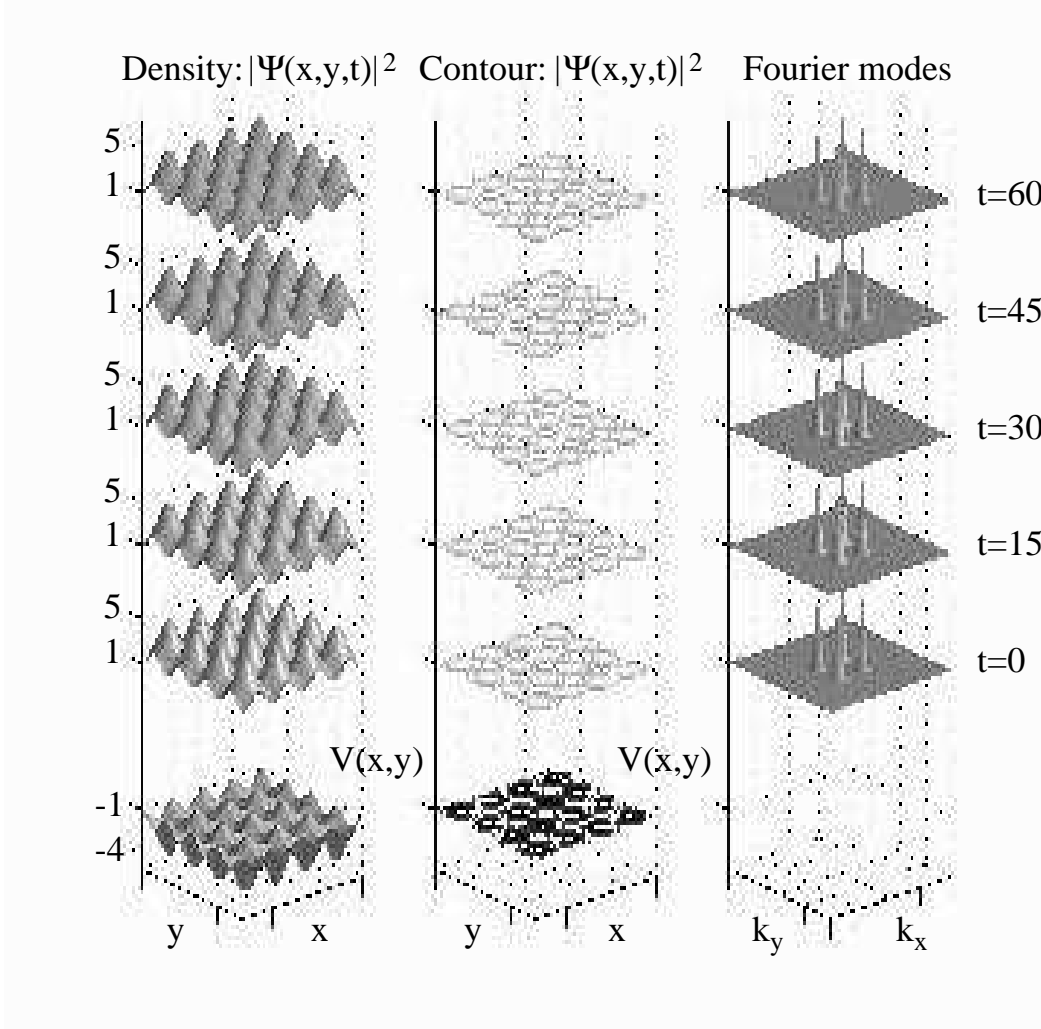 Density: |Ψ(x,y,t)|² Contour: |Ψ(x,y,t)|² Fourier modes
5
1
t=60
5
1
t=45
5
1
t=30
5
1
t=15
5
1
t=0
V(x,y) V(x,y)
-1
-4
y x y x k_y k_x